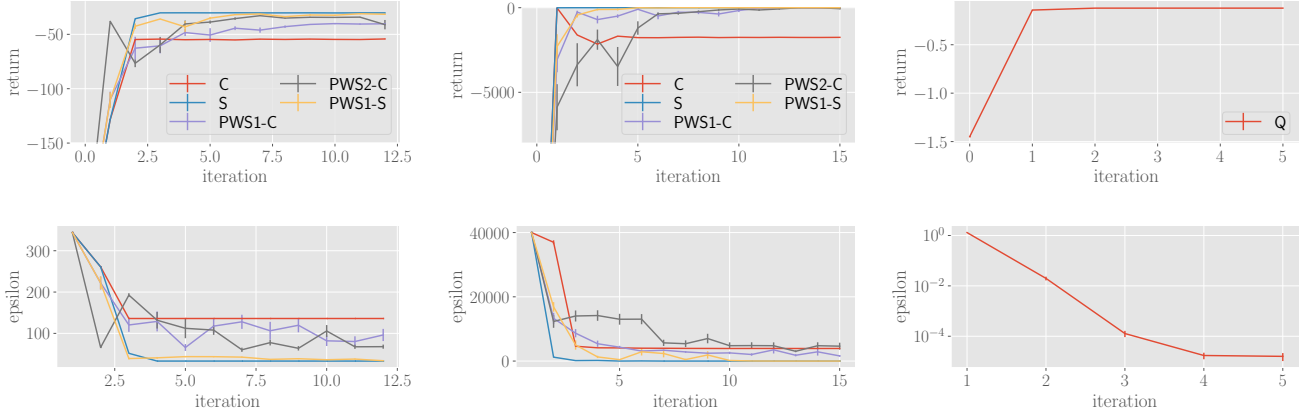 −50
−100
−150
return
0.0
2.5
5.0
7.5
10.0
12.5
iteration
C
S
PWS1-C
PWS2-C
PWS1-S
0
−5000
return
0
5
10
15
iteration
C
S
PWS1-C
PWS2-C
PWS1-S
−0.5
−1.0
−1.5
return
0
1
2
3
4
5
iteration
Q
300
200
100
epsilon
2.5
5.0
7.5
10.0
12.5
iteration
40000
20000
0
epsilon
5
10
15
iteration
10^0
10^−2
10^−4
epsilon
1
2
3
4
5
iteration